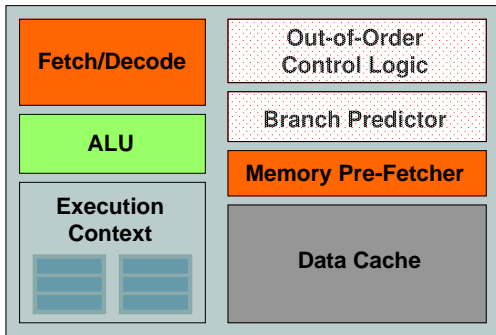 Fetch/Decode
ALU
Execution
Context
Out-of-Order
Control Logic
Branch Predictor
Memory Pre-Fetcher
Data Cache